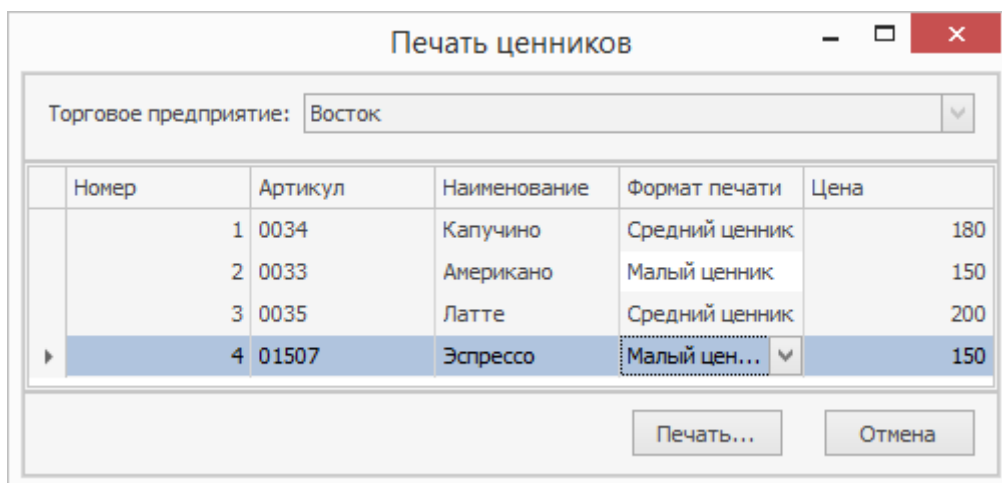 Печать ценников
Торговое предприятие: Восток
Номер Артикул Наименование Формат печати Цена
1 0034 Капучино Средний ценник 180
2 0033 Американо Малый ценник 150
3 0035 Латте Средний ценник 200
4 01507 Эспрессо Малый цен... 150
Печать... Отмена